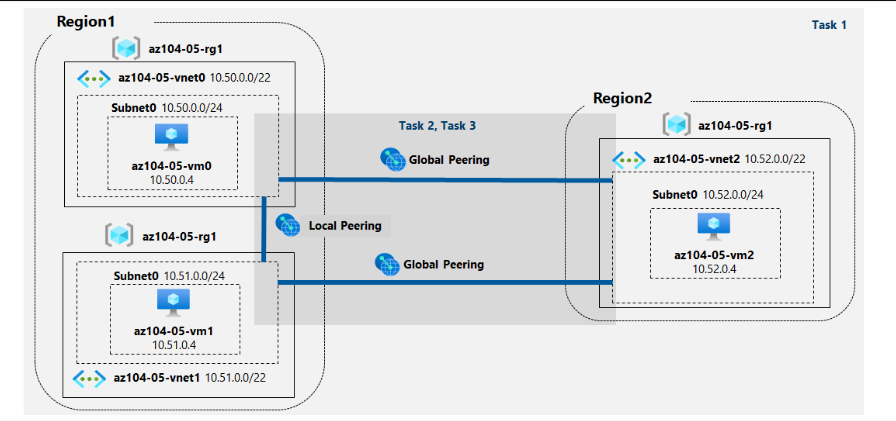 Task 1
Region1
az104-05-rg1
az104-05-vnet0 10.50.0.0/22
Subnet0 10.50.0.0/24
az104-05-vm0
10.50.0.4
Task 2, Task 3
Global Peering
Region2
az104-05-rg1
az104-05-vnet2 10.52.0.0/22
Subnet0 10.52.0.0/24
az104-05-vm2
10.52.0.4
Local Peering
az104-05-rg1
Global Peering
Subnet0 10.51.0.0/24
az104-05-vm1
10.51.0.4
az104-05-vnet1 10.51.0.0/22